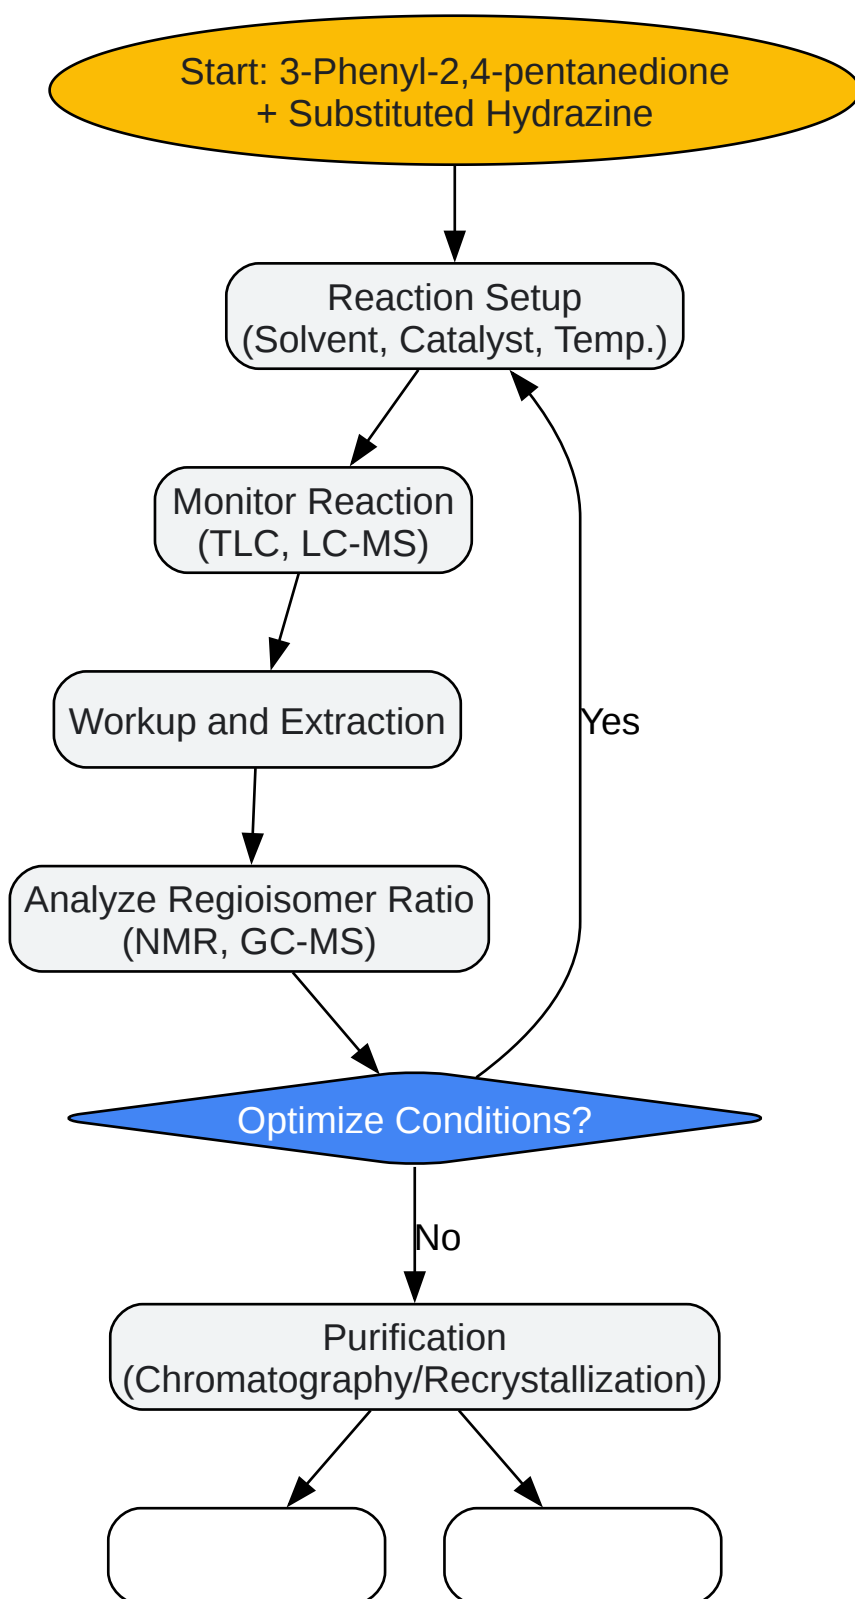 Start: 3-Phenyl-2,4-pentanedione
+ Substituted Hydrazine
Reaction Setup
(Solvent, Catalyst, Temp.)
Monitor Reaction
(TLC, LC-MS)
Workup and Extraction
Yes
Analyze Regioisomer Ratio
(NMR, GC-MS)
Optimize Conditions?
No
Purification
(Chromatography/Recrystallization)